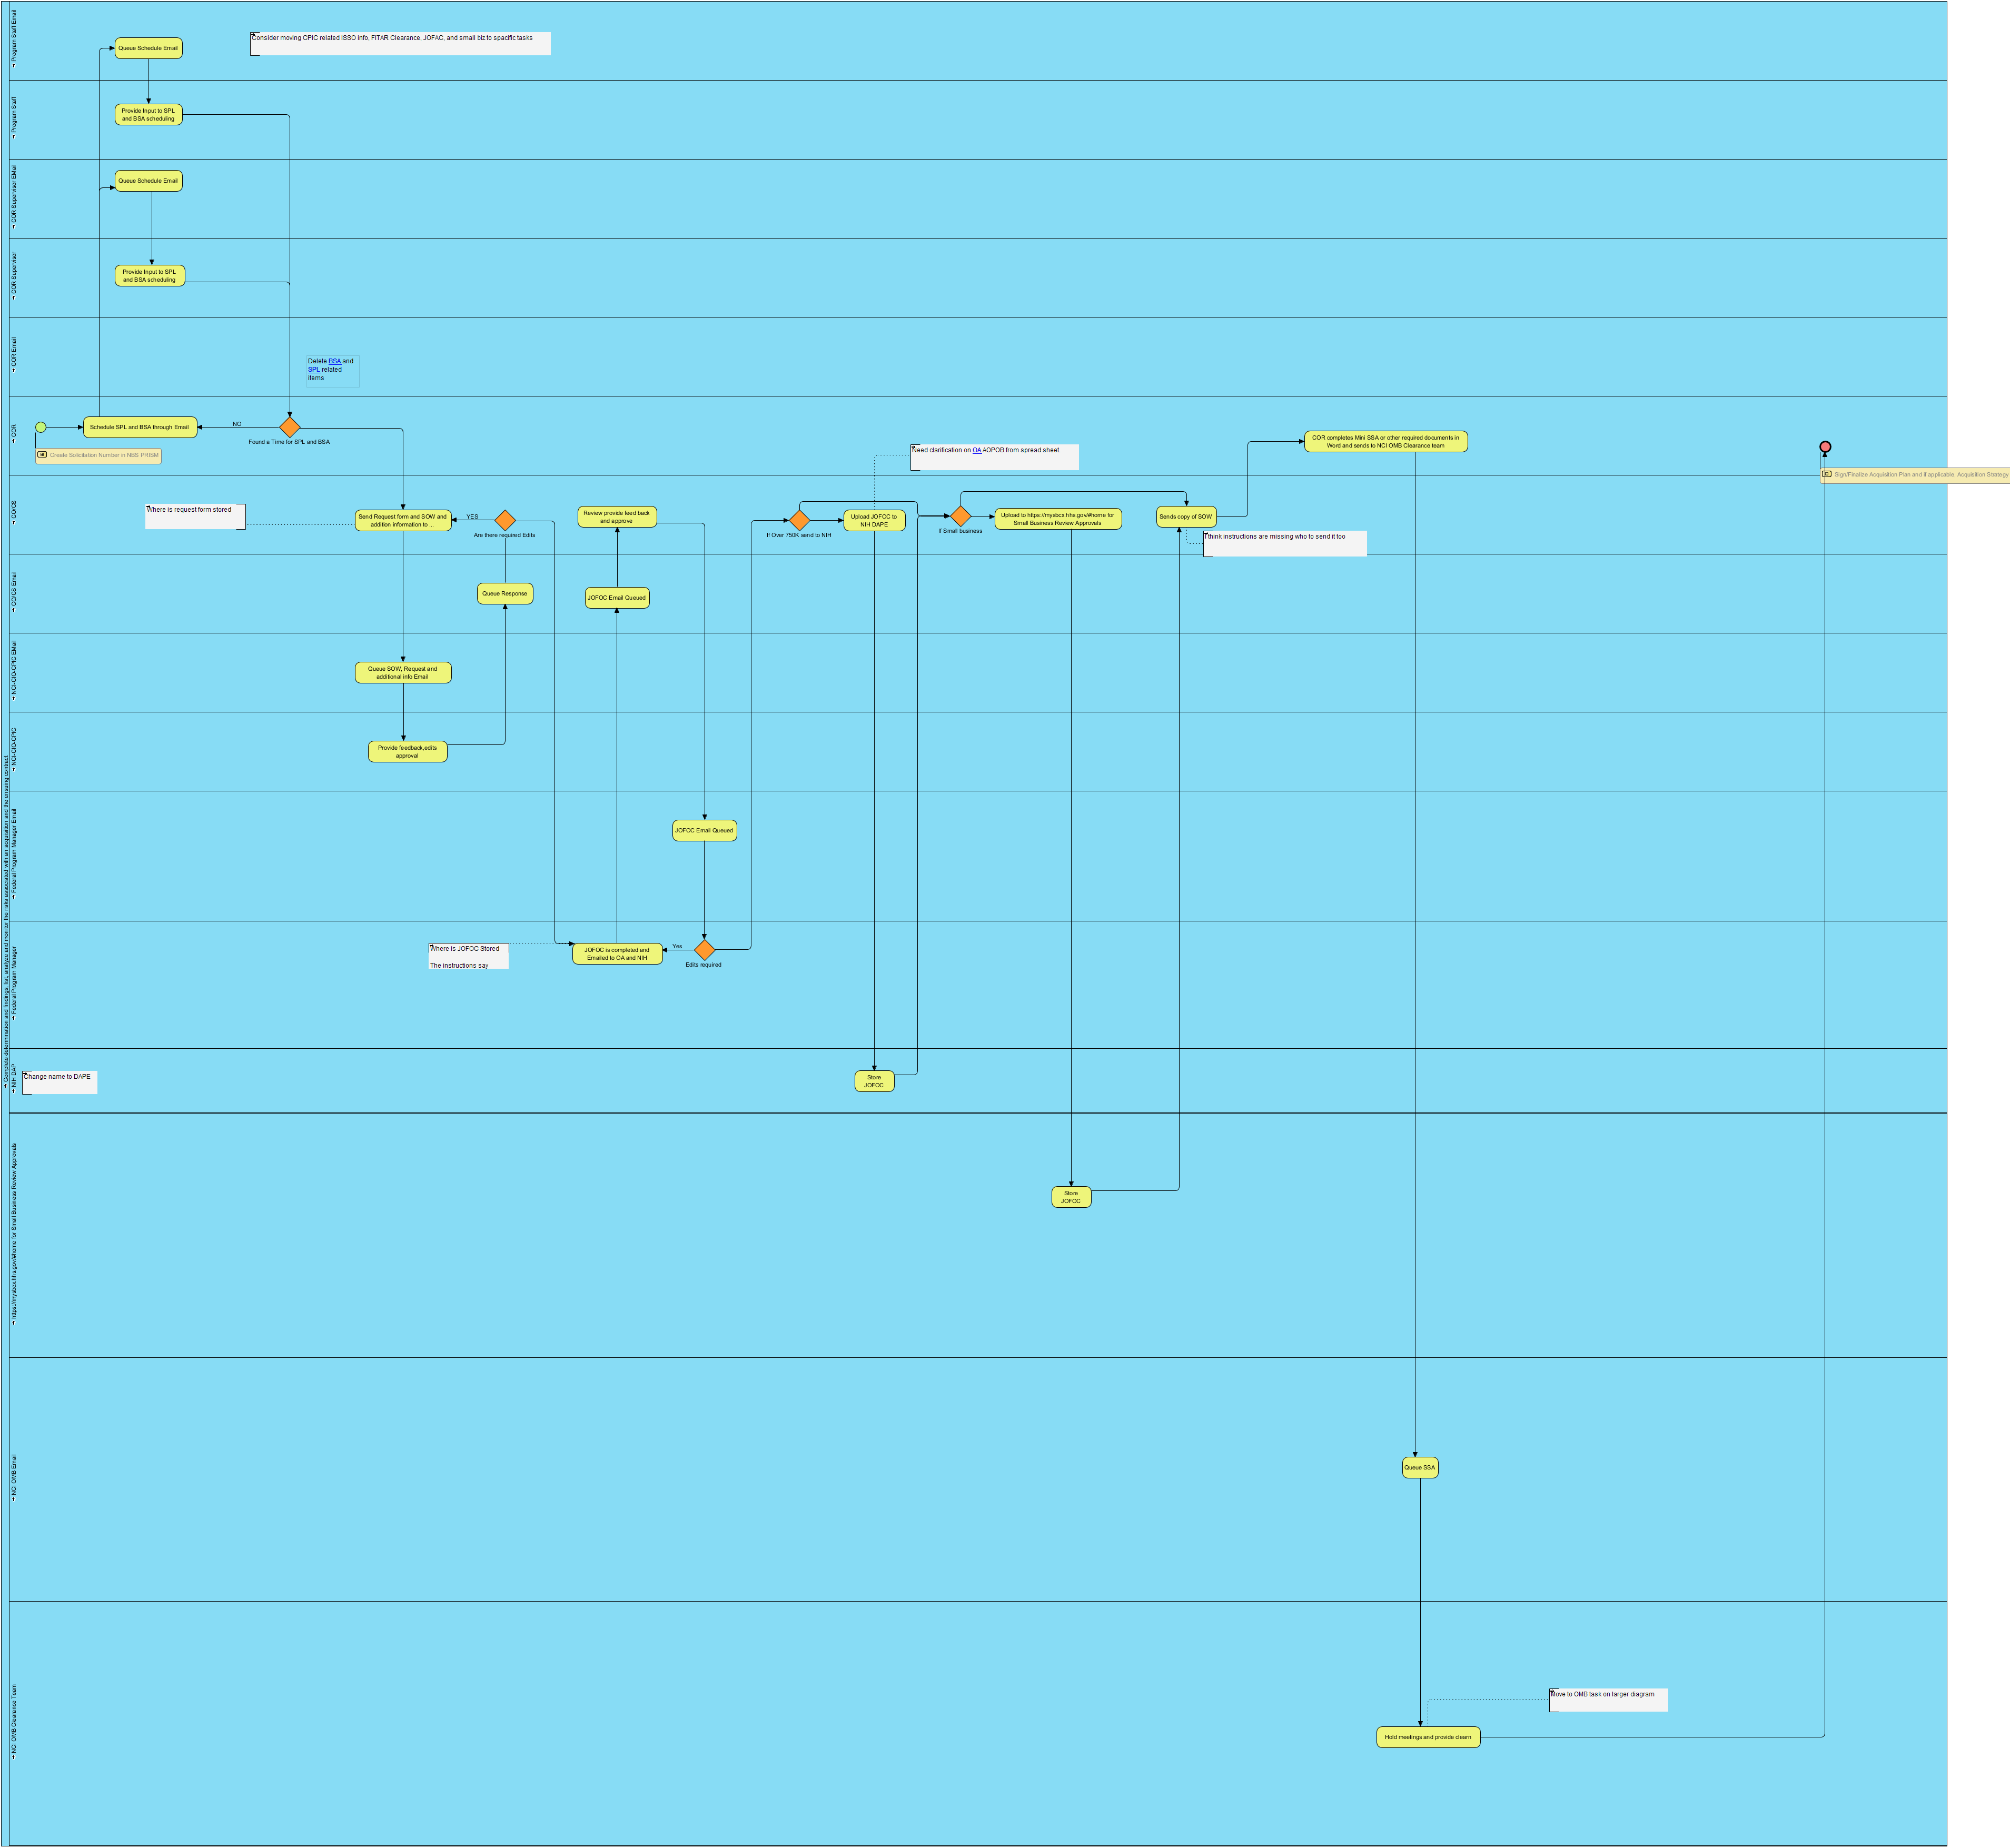 Complete determination and findings, list, analyze and monitor the risks associated with an acquisition and the ensuing contract
Program Staff Email
Queue Schedule Email
Consider moving CPIC related ISSO info, FITAR Clearance, JOFAC, and small biz to spacific tasks
Program Staff
Provide Input to SPL
and BSA scheduling
COR Supervisor EMail
Queue Schedule Email
COR Supervisor
Provide Input to SPL
and BSA scheduling
COR Email
Delete BSA and
SPL related
items
COR
Schedule SPL and BSA through Email
NO
Found a Time for SPL and BSA
Create Solicitation Number in NBS PRISM
Need clarification on OA AOPOB from spread sheet.
COR completes Mini SSA or other required documents in
Word and sends to NCI OMB Clearance team
Sign/Finalize Acquisition Plan and if applicable, Acquisition Strategy
CO/CS
Where is request form stored
Send Request form and SOW and
addition information to ...
YES
Are there required Edits
Review provide feed back
and approve
If Over 750K send to NIH
Upload JOFOC to
NIH DAPE
If Small business
Upload to https://mysbcx.hhs.gov/#home for
Small Business Review Approvals
Sends copy of SOW
I think instructions are missing who to send it too
CO/CS Email
Queue Response
JOFOC Email Queued
NCI-CIO-CPIC EMail
Queue SOW, Request and
additional info Email
NCI-CIO-CPIC
Provide feedback,edits
approval
Federal Program Manager Email
JOFOC Email Queued
Federal Program Manager
Where is JOFOC Stored
The instructions say
JOFOC is completed and
Emailed to OA and NIH
Yes
Edits required
NIH DAP
Change name to DAPE
Store
JOFOC
https://mysbcx.hhs.gov/#home for Small Business Review Approvals
Store
JOFOC
NCI OMB Email
Queue SSA
NCI OMB Clearance Team
Move to OMB task on larger diagram
Hold meetings and provide clearn